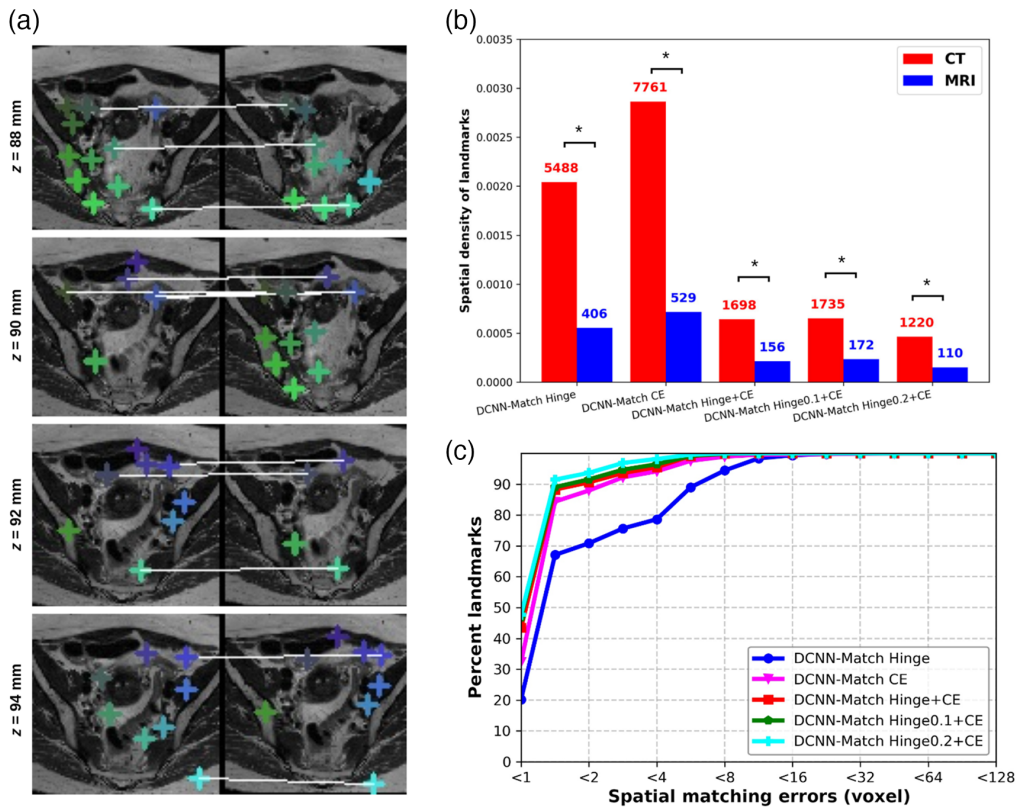 (a)
z = 88 mm
z = 90 mm
z = 92 mm
z = 94 mm
(b)
Spatial density of landmarks
0.0035
0.0030
0.0025
0.0020
0.0015
0.0010
0.0005
0.0000
CT
MRI
5488
406
*
7761
529
*
1698
156
*
1735
172
*
1220
110
*
DCNN-Match Hinge
DCNN-Match CE
DCNN-Match Hinge+CE
DCNN-Match Hinge0.1+CE
DCNN-Match Hinge0.2+CE
(c)
Percent landmarks
90
80
70
60
50
40
30
20
10
0
DCNN-Match Hinge
DCNN-Match CE
DCNN-Match Hinge+CE
DCNN-Match Hinge0.1+CE
DCNN-Match Hinge0.2+CE
<1
<2
<4
<8
<16
<32
<64
<128
Spatial matching errors (voxel)